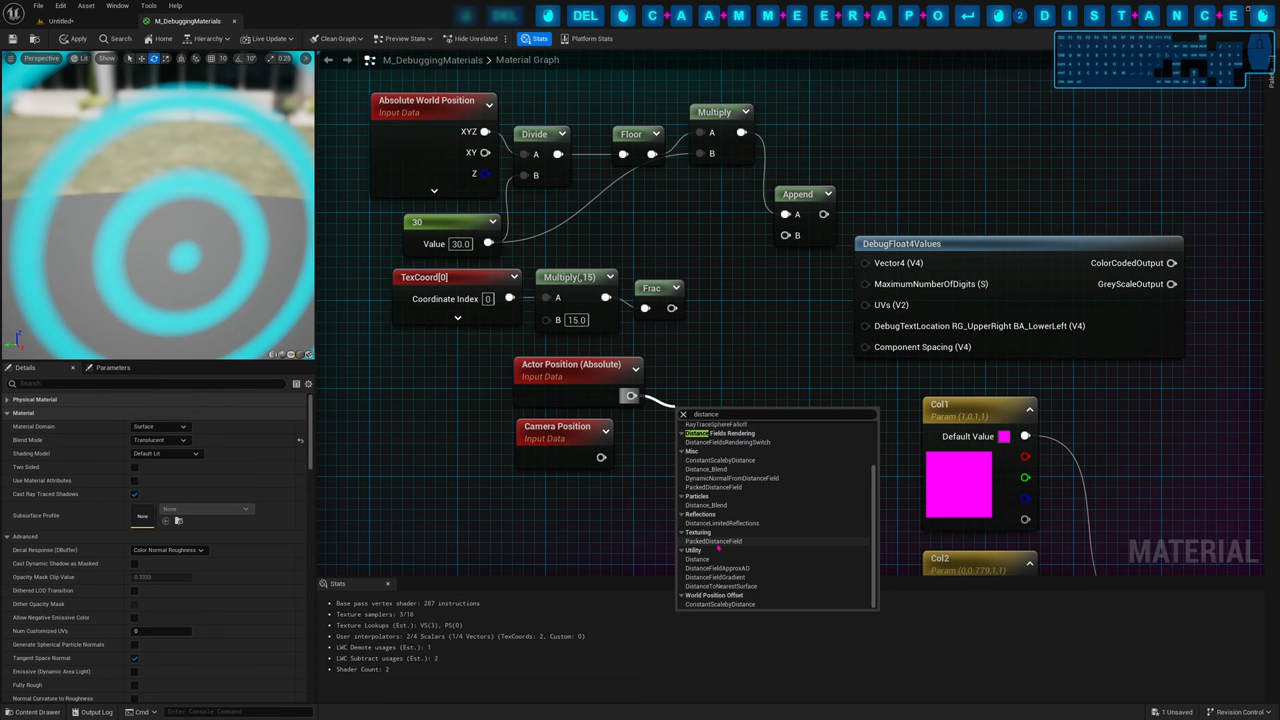 File Edit Asset Window Tools Help
DEL C A A M M E E R A P O 2 D I S T A N C E
Untitled*
M_DebuggingMaterials
Apply Search Home Hierarchy Live Update Clean Graph Preview State Hide Unrelated Stats Platform Stats
Perspective Lit Show 10 10° 0.25
M_DebuggingMaterials Material Graph
Absolute World Position
Input Data
XYZ
XY
Z
Divide
A
B
Floor
Multiply
A
B
Append
A
B
30
Value 30.0
DebugFloat4Values
Vector4 (V4) ColorCodedOutput
MaximumNumberOfDigits (S) GreyScaleOutput
UVs (V2)
DebugTextLocation RG_UpperRight BA_LowerLeft (V4)
Component Spacing (V4)
TexCoord[0]
Coordinate Index 0
Multiply(,15)
A
B 15.0
Frac
Actor Position (Absolute)
Input Data
Camera Position
Input Data
distance
RayTraceSphereFalloff
Distance Fields Rendering
DistanceFieldsRenderingSwitch
Misc
ConstantScalebyDistance
Distance_Blend
DynamicNormalFromDistanceField
PackedDistanceField
Particles
Distance_Blend
Reflections
DistanceLimitedReflections
Texturing
PackedDistanceField
Utility
Distance
DistanceFieldApproxAO
DistanceFieldGradient
DistanceToNearestSurface
World Position Offset
ConstantScalebyDistance
Col1
Param (1,0,1,1)
Default Value
Col2
Param (0,0.779,1,1)
MATERIAL
Details Parameters
Search
Physical Material
Material
Material Domain Surface
Blend Mode Translucent
Shading Model Default Lit
Two Sided
Use Material Attributes
Cast Ray Traced Shadows
Subsurface Profile None None
Advanced
Decal Response (DBuffer) Color Normal Roughness
Cast Dynamic Shadow as Masked
Opacity Mask Clip Value 0.3333
Dithered LOD Transition
Dither Opacity Mask
Allow Negative Emissive Color
Num Customized UVs 0
Generate Spherical Particle Normals
Tangent Space Normal
Emissive (Dynamic Area Light)
Fully Rough
Normal Curvature to Roughness
Stats
Base pass vertex shader: 287 instructions
Texture samplers: 3/16
Texture Lookups (Est.): VS(3), PS(0)
User interpolators: 2/4 Scalars (1/4 Vectors) (TexCoords: 2, Custom: 0)
LWC Demote usages (Est.): 1
LWC Subtract usages (Est.): 2
Shader Count: 2
Content Drawer Output Log Cmd Enter Console Command 1 Unsaved Revision Control